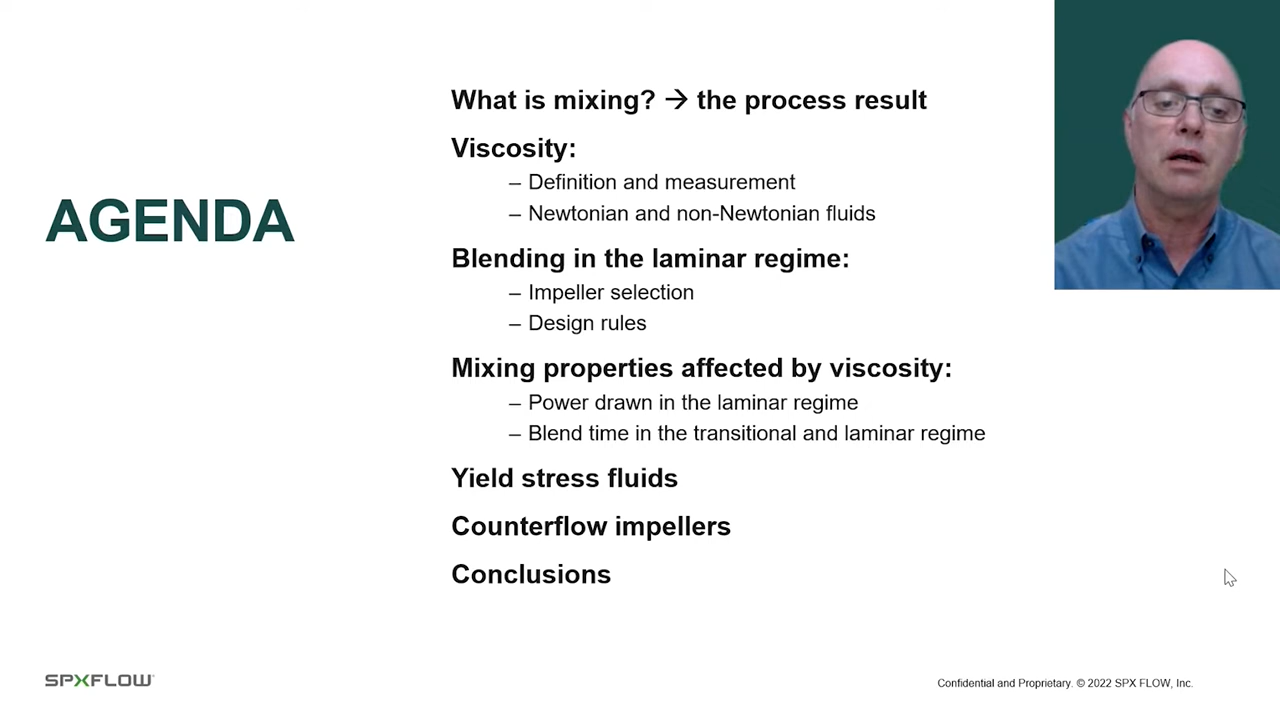 AGENDA
What is mixing? → the process result
Viscosity:
– Definition and measurement
– Newtonian and non-Newtonian fluids
Blending in the laminar regime:
– Impeller selection
– Design rules
Mixing properties affected by viscosity:
– Power drawn in the laminar regime
– Blend time in the transitional and laminar regime
Yield stress fluids
Counterflow impellers
Conclusions
SPXFLOW
Confidential and Proprietary. © 2022 SPX FLOW, Inc.